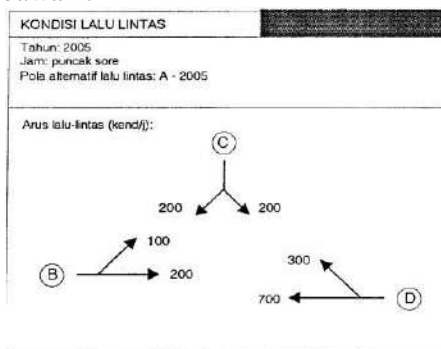 KONDISI LALU LINTAS
Tahun: 2005
Jam: puncak sore
Pola alternatif lalu lintas: A - 2005
Arus lalu-lintas (kend/j):
C
200 200
100
B 200
300
700 D